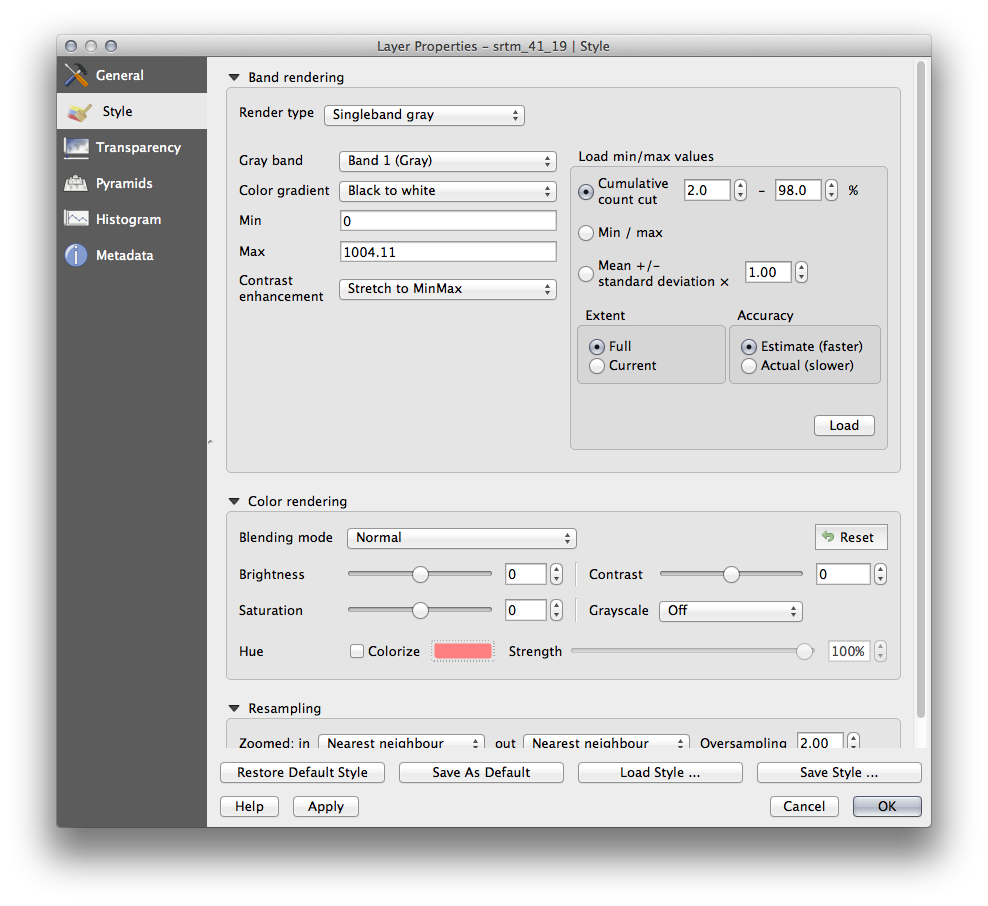 Layer Properties – srtm_41_19 | Style
General
Style
Transparency
Pyramids
Histogram
Metadata
Band rendering
Render type Singleband gray
Gray band Band 1 (Gray)
Color gradient Black to white
Min 0
Max 1004.11
Contrast
enhancement Stretch to MinMax
Load min/max values
Cumulative
count cut 2.0 – 98.0 %
Min / max
Mean +/-
standard deviation × 1.00
Extent
Full
Current
Accuracy
Estimate (faster)
Actual (slower)
Load
Color rendering
Blending mode Normal Reset
Brightness 0 Contrast 0
Saturation 0 Grayscale Off
Hue Colorize Strength 100%
Resampling
Zoomed: in Nearest neighbour out Nearest neighbour Oversampling 2.00
Restore Default Style Save As Default Load Style ... Save Style ...
Help Apply Cancel OK